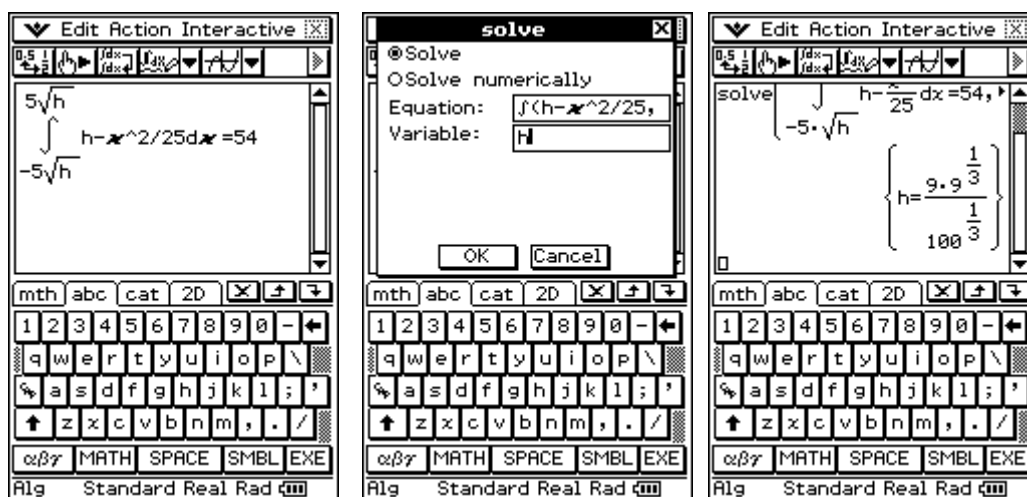 Edit Action Interactive
5√h
∫ h-x^2/25dx=54
-5√h
mth abc cat 2D
1 2 3 4 5 6 7 8 9 0 -
q w e r t y u i o p \
a s d f g h j k l ; '
z x c v b n m , . /
αβγ MATH SPACE SMBL EXE
Alg Standard Real Rad
solve
Solve
Solve numerically
Equation: ∫(h-x^2/25,
Variable: h
OK Cancel
mth abc cat 2D
1 2 3 4 5 6 7 8 9 0 -
q w e r t y u i o p \
a s d f g h j k l ; '
z x c v b n m , . /
αβγ MATH SPACE SMBL EXE
Alg Standard Real Rad
Edit Action Interactive
solve( ∫ h- /25 dx=54,
-5·√h
{h= 9·9^(1/3) / 100^(1/3)}
mth abc cat 2D
1 2 3 4 5 6 7 8 9 0 -
q w e r t y u i o p \
a s d f g h j k l ; '
z x c v b n m , . /
αβγ MATH SPACE SMBL EXE
Alg Standard Real Rad